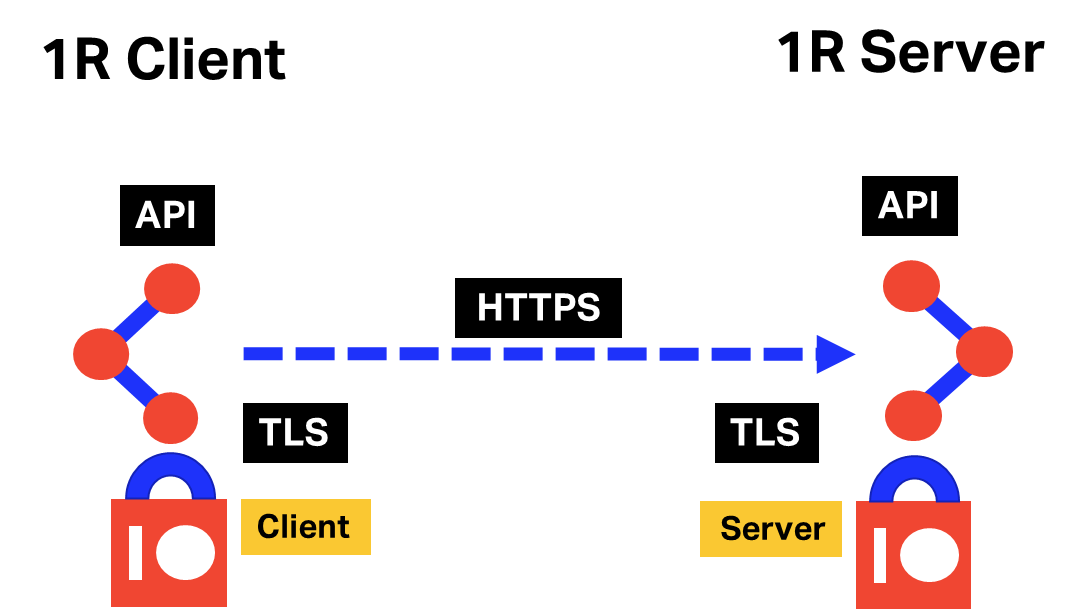 1R Client
1R Server
API
API
HTTPS
TLS
TLS
Client
Server